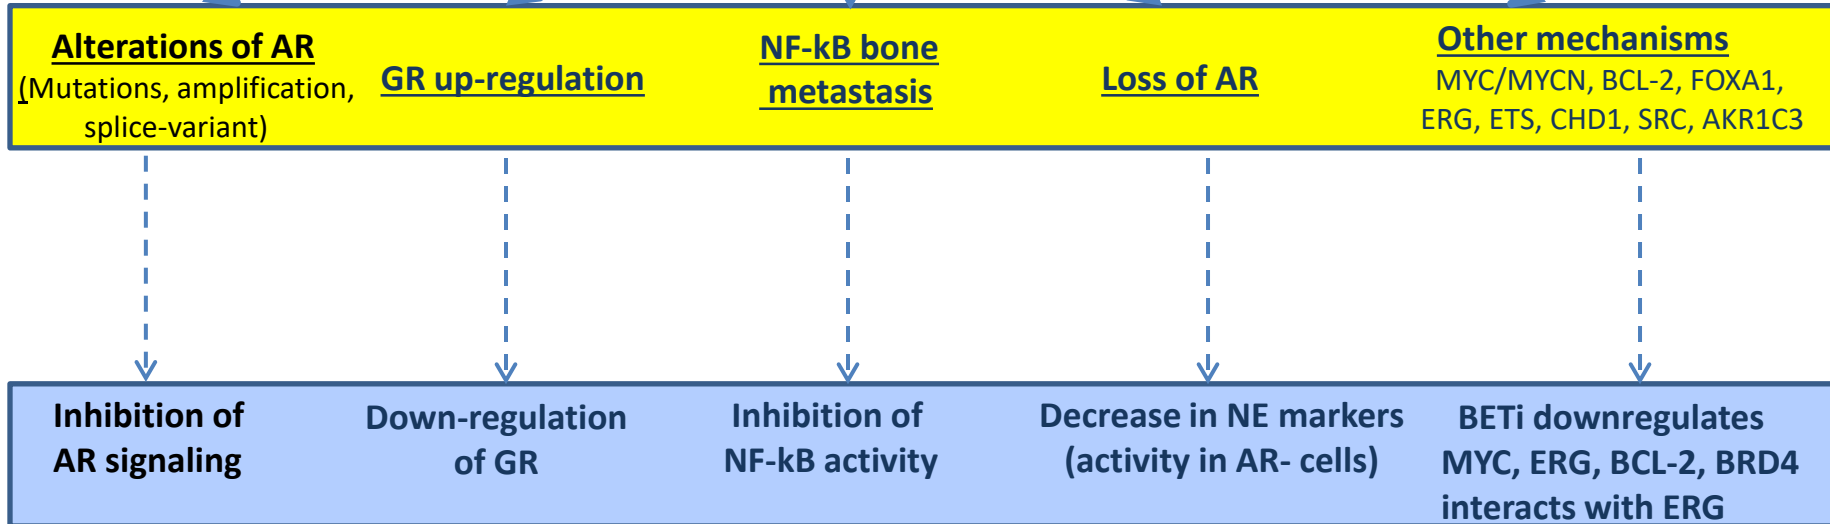 Alterations of AR
(Mutations, amplification,
splice-variant)
GR up-regulation
NF-kB bone
metastasis
Loss of AR
Other mechanisms
MYC/MYCN, BCL-2, FOXA1,
ERG, ETS, CHD1, SRC, AKR1C3
Inhibition of
AR signaling
Down-regulation
of GR
Inhibition of
NF-kB activity
Decrease in NE markers
(activity in AR- cells)
BETi downregulates
MYC, ERG, BCL-2, BRD4
interacts with ERG